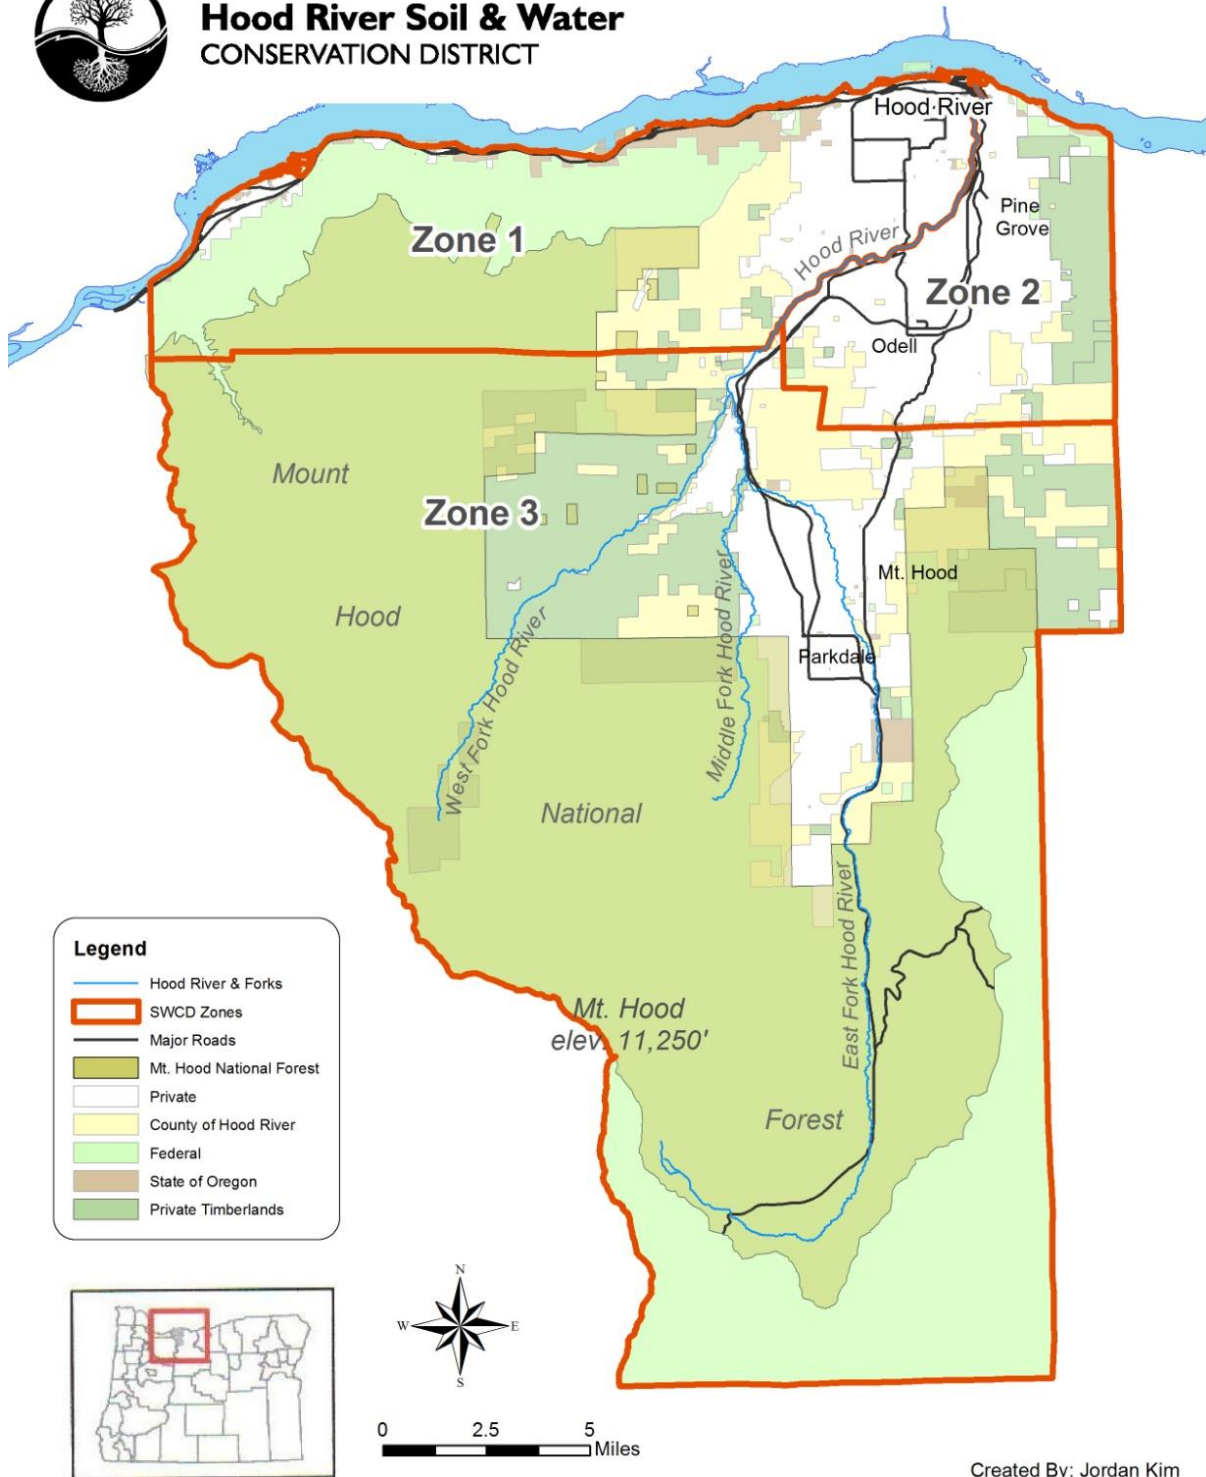 Hood River Soil & Water
CONSERVATION DISTRICT
Hood River
Pine
Grove
Zone 1
Hood River
Zone 2
Odell
Mount
Zone 3
Mt. Hood
Hood
Parkdale
West Fork Hood River
Middle Fork Hood River
National
East Fork Hood River
Mt. Hood
elev. 11,250'
Forest
Legend
Hood River & Forks
SWCD Zones
Major Roads
Mt. Hood National Forest
Private
County of Hood River
Federal
State of Oregon
Private Timberlands
N
W
E
S
0 2.5 5
Miles
Created By: Jordan Kim